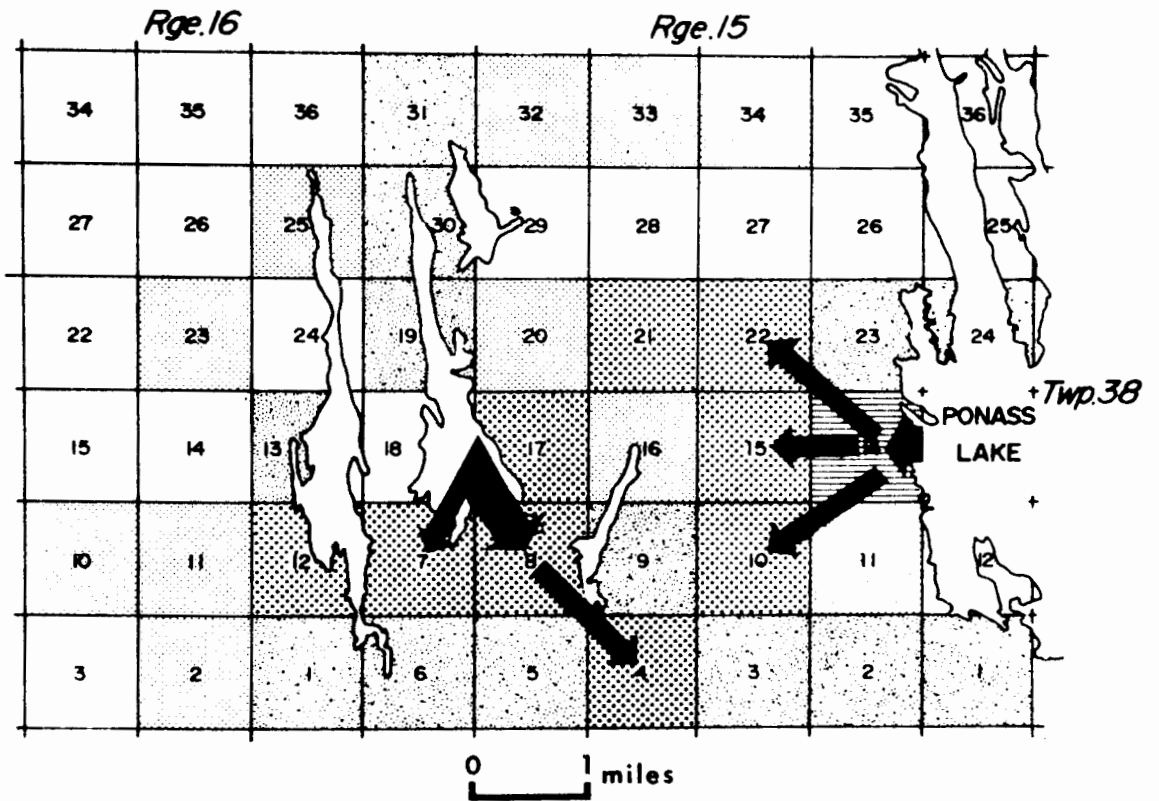 Rge.16 Rge.15
34 35 36 31 32 33 34 35 36
27 26 25 30 29 28 27 26 25
22 23 24 19 20 21 22 23 24
Twp.38
PONASS
15 14 13 18 17 16 15
LAKE
10 11 12 7 8 9 10 11 12
3 2 1 6 5 4 3 2 1
0 1 miles